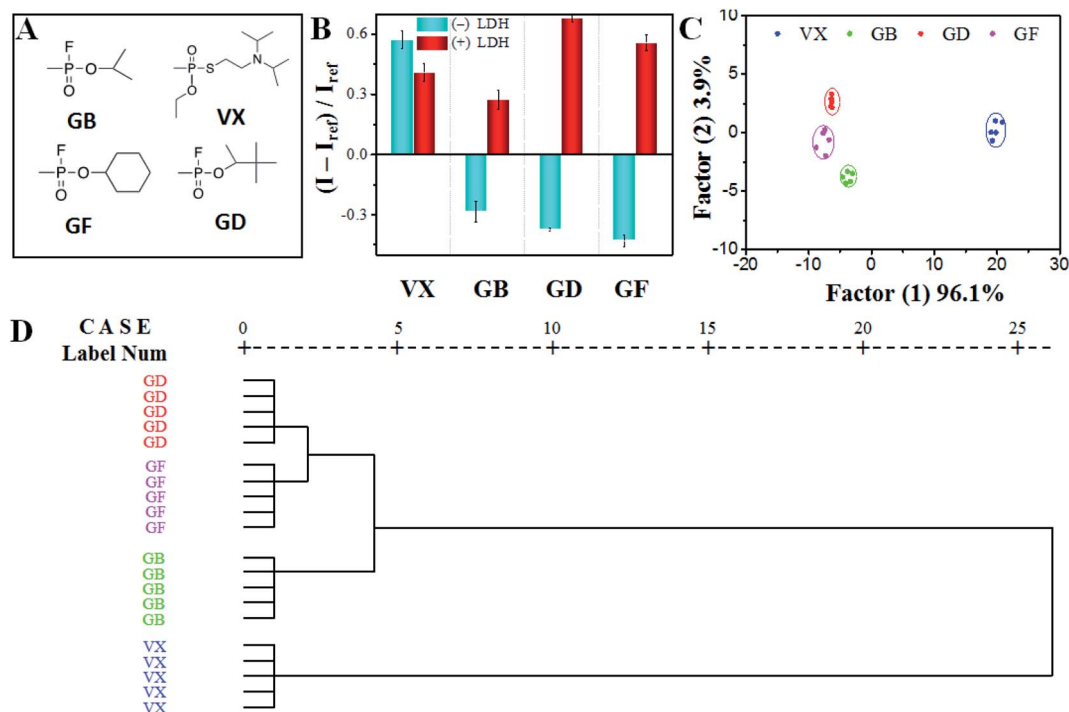 A
F
P
O
O
GB
P
S
N
O
O
VX
F
O
P
O
GF
F
P
O
O
GD
B
(−) LDH
(+) LDH
(I − Iref) / Iref
0.6
0.3
0.0
-0.3
VX GB GD GF
C
VX GB GD GF
Factor (2) 3.9%
10
5
0
-5
-10
-20 -10 0 10 20 30
Factor (1) 96.1%
D
CASE 0 5 10 15 20 25
Label Num
GD
GD
GD
GD
GD
GF
GF
GF
GF
GF
GB
GB
GB
GB
GB
VX
VX
VX
VX
VX